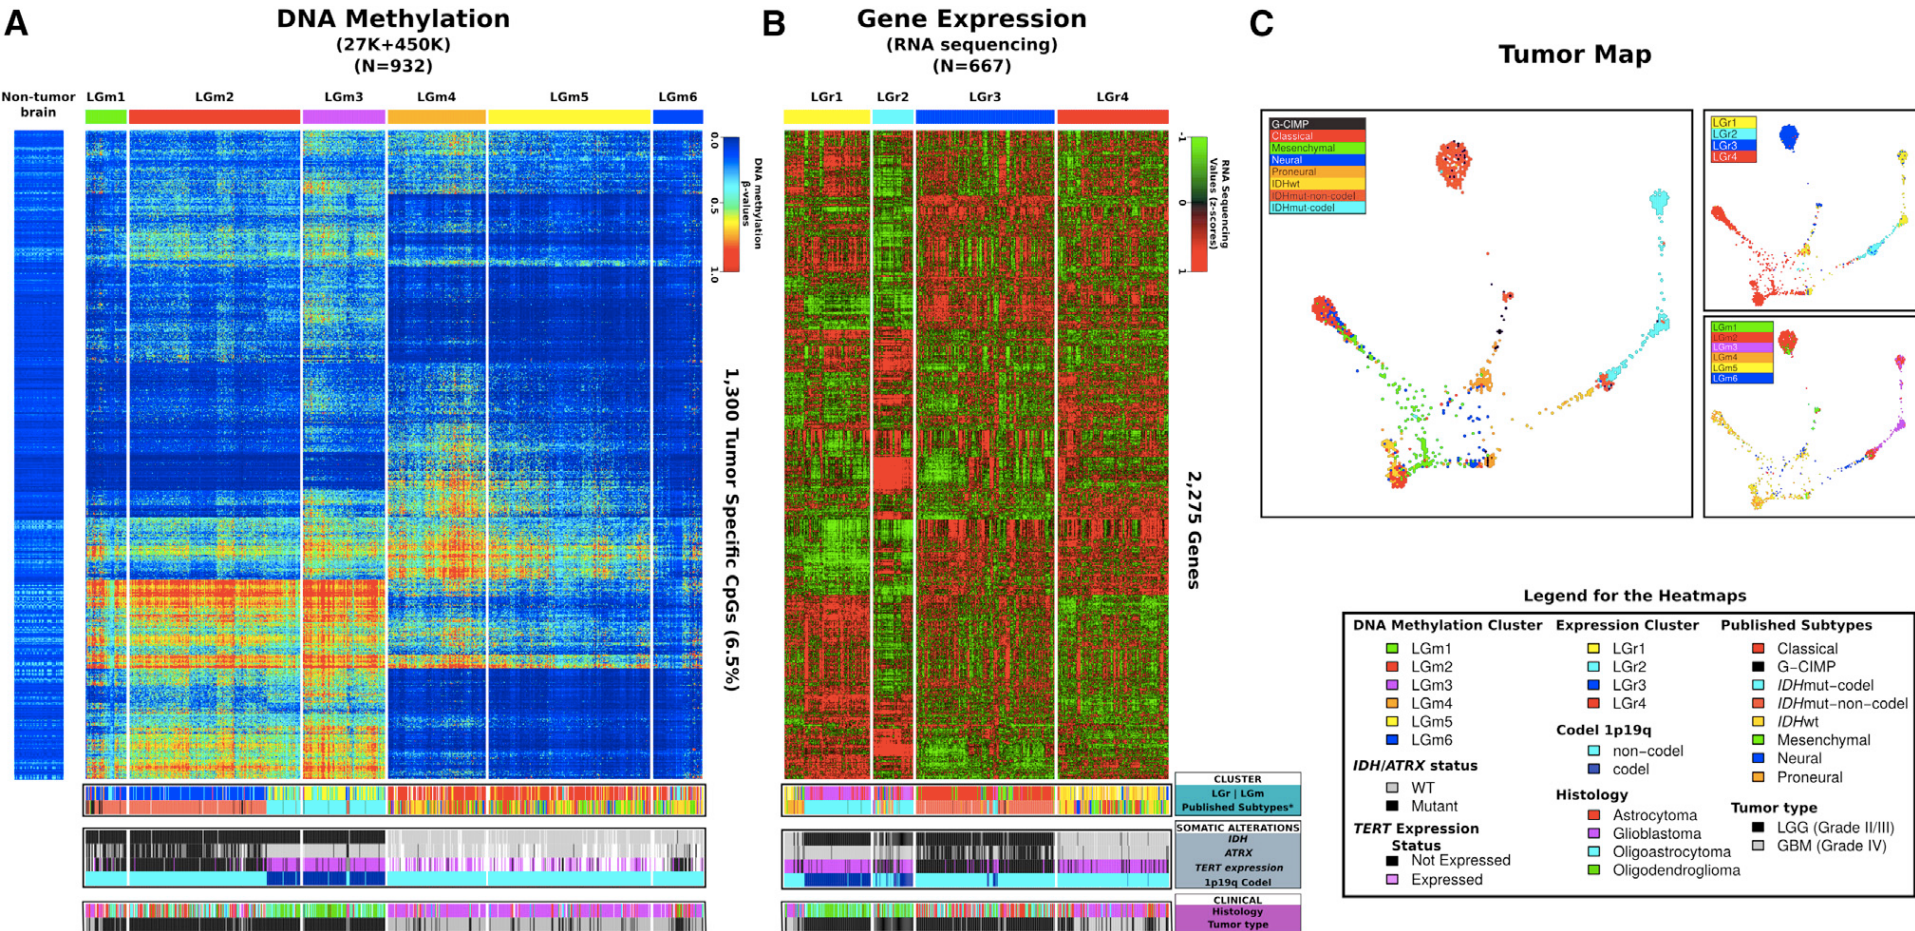 A
DNA Methylation
(27K+450K)
(N=932)
Non-tumor
brain
LGm1
LGm2
LGm3
LGm4
LGm5
LGm6
0.0
0.5
1.0
DNA methylation
β-values
1,300 Tumor Specific CpGs (6.5%)
B
Gene Expression
(RNA sequencing)
(N=667)
LGr1
LGr2
LGr3
LGr4
-1
0
1
RNA Sequencing
Values (z-scores)
2,275 Genes
CLUSTER
LGr | LGm
Published Subtypes*
SOMATIC ALTERATIONS
IDH
ATRX
TERT expression
1p19q Codel
CLINICAL
Histology
Tumor type
C
Tumor Map
G-CIMP
Classical
Mesenchymal
Neural
Proneural
IDHwt
IDHmut-non-codel
IDHmut-codel
LGr1
LGr2
LGr3
LGr4
LGm1
LGm2
LGm3
LGm4
LGm5
LGm6
Legend for the Heatmaps
DNA Methylation Cluster
LGm1
LGm2
LGm3
LGm4
LGm5
LGm6
IDH/ATRX status
WT
Mutant
TERT Expression
Status
Not Expressed
Expressed
Expression Cluster
LGr1
LGr2
LGr3
LGr4
Codel 1p19q
non−codel
codel
Histology
Astrocytoma
Glioblastoma
Oligoastrocytoma
Oligodendroglioma
Published Subtypes
Classical
G−CIMP
IDHmut−codel
IDHmut−non−codel
IDHwt
Mesenchymal
Neural
Proneural
Tumor type
LGG (Grade II/III)
GBM (Grade IV)